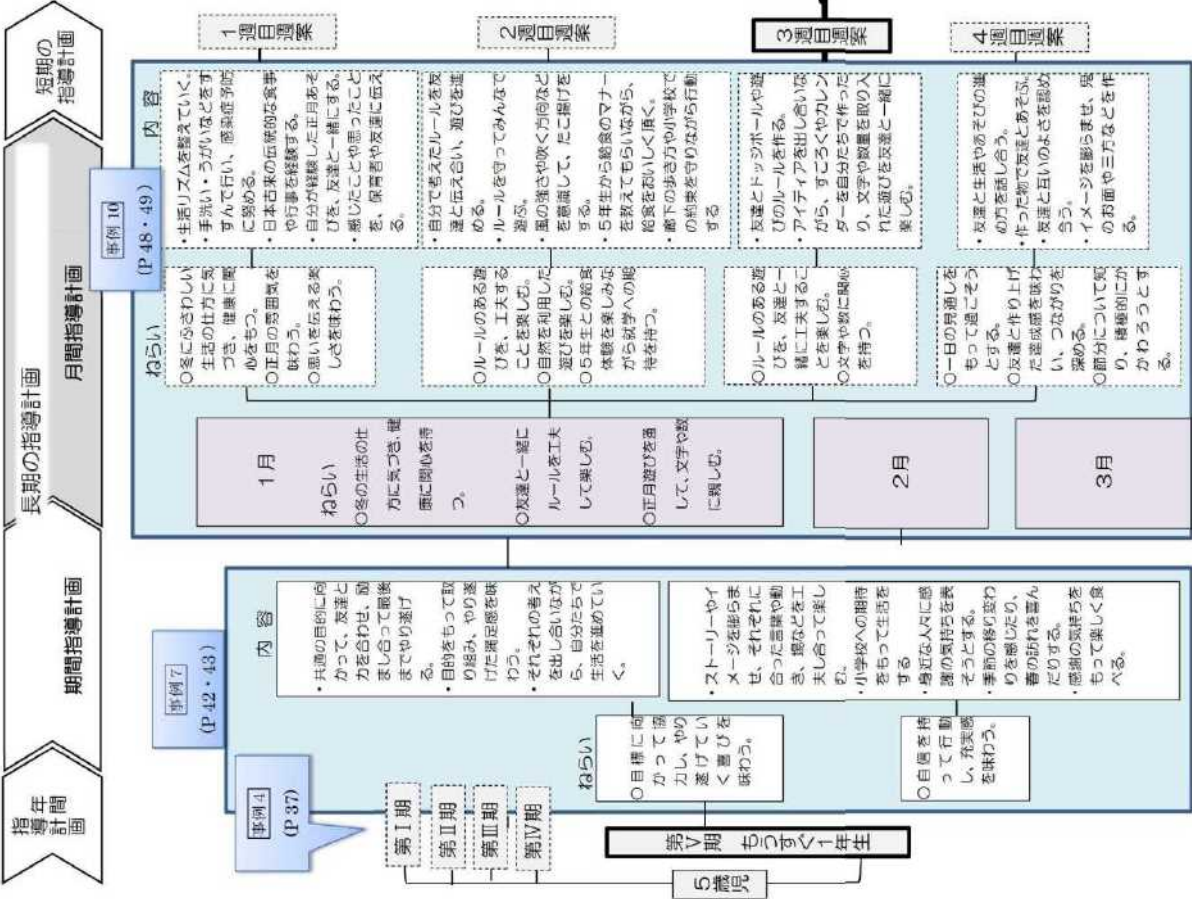 年間
指導
計画
長期の指導計画
期間指導計画
月間指導計画
短期の
指導計画
事例4
(P37)
事例7
(P42・43)
事例10
(P48・49)
5歳児
第Ⅰ期
第Ⅱ期
第Ⅲ期
第Ⅳ期
第Ⅴ期 もうすぐ1年生
ねらい
○目標に向
かって協
力し、やり
遂げてい
く喜びを
味わう。
○自信を持
って行動
し、充実感
を味わう。
内容
・共通の目的に向
かって、友達と
力を合わせ、励
まし合って最後
までやり遂げ
る。
・目的をもって取
り組み、やり遂
げた満足感を味
わう。
・それぞれの考え
を出し合いなが
ら、自分たちで
生活を進めてい
く。
・ストーリーやイ
メージを膨らま
せ、それぞれに
合った言葉や動
き、踊などを工
夫し合って楽し
む。
・小学校への期待
をもって生活を
する
・身近な人々に感
謝の気持ちを表
そうとする。
・季節の移り変わ
りを感じたり、
春の訪れを喜ん
だりする。
・感謝の気持ちを
もって楽しく食
べる。
1月
ねらい
○冬の生活の仕
方に気づき、健
康に関心を持
つ。
○友達と一緒に
ルールを工夫
して楽しむ。
○正月遊びを通
して、文字や数
に親しむ。
2月
3月
ねらい
○冬にふさわしい
生活の仕方に気
づき、健康に関
心をもつ。
○正月の雰囲気を
味わう。
○思いを伝える楽
しさを味わう。
○ルールのある遊
びを、工夫する
ことを楽しむ。
○自然を利用した
遊びを楽しむ。
○5年生との給食
体験を楽しみな
がら就学への期
待を持つ。
○ルールのある遊
びを、友達と一
緒に工夫するこ
とを楽しむ。
○文字や数に関心
を持つ。
○一日の見通しを
もって過ごそう
とする。
○友達と作り上げ
た達成感を味わ
い、つながりを
深める。
○節分について知
り、積極的にか
かわろうとす
る。
内容
・生活リズムを整えていく。
・手洗い・うがいなどをす
すんで行い、感染症予防
に努める。
・日本古来の伝統的な食事
や行事を経験する。
・自分が経験した正月あそ
びを、友達と一緒にする。
・感じたことや思ったこと
を、保育者や友達に伝え
る。
・自分で考えたルールを友
達と伝え合い、遊びを進
める。
・ルールを守ってみんなで
遊ぶ。
・風の強さや吹く方向など
を意識して、たこ揚げを
する。
・5年生から給食のマナー
を教えてもらいながら、
給食をおいしく頂く。
・廊下の歩き方や小学校で
の約束を守りながら行動
する
・友達とドッジボールや遊
びのルールを作る。
・アイディアを出し合いな
がら、すごろくやカレン
ダーを自分たちで作った
り、文字や数量を取り入
れた遊びを友達と一緒に
楽しむ。
・友達と生活やあそびの進
め方を話し合う。
・作った物で友達とあそぶ。
・友達と互いのよさを認め
合う。
・イメージを膨らませ、鬼
のお面や三方などを作
る。
1週目週案
2週目週案
3週目週案
4週目週案